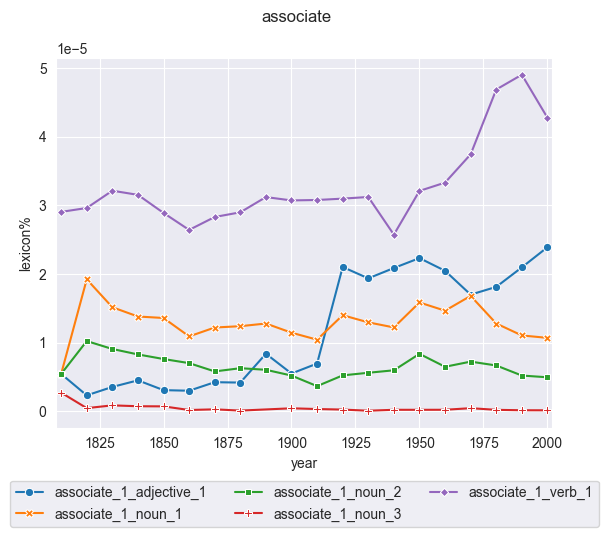 associate
1e−5
5
4
3
2
1
0
lexicon%
1825 1850 1875 1900 1925 1950 1975 2000
year
associate_1_adjective_1 associate_1_noun_2 associate_1_verb_1
associate_1_noun_1 associate_1_noun_3